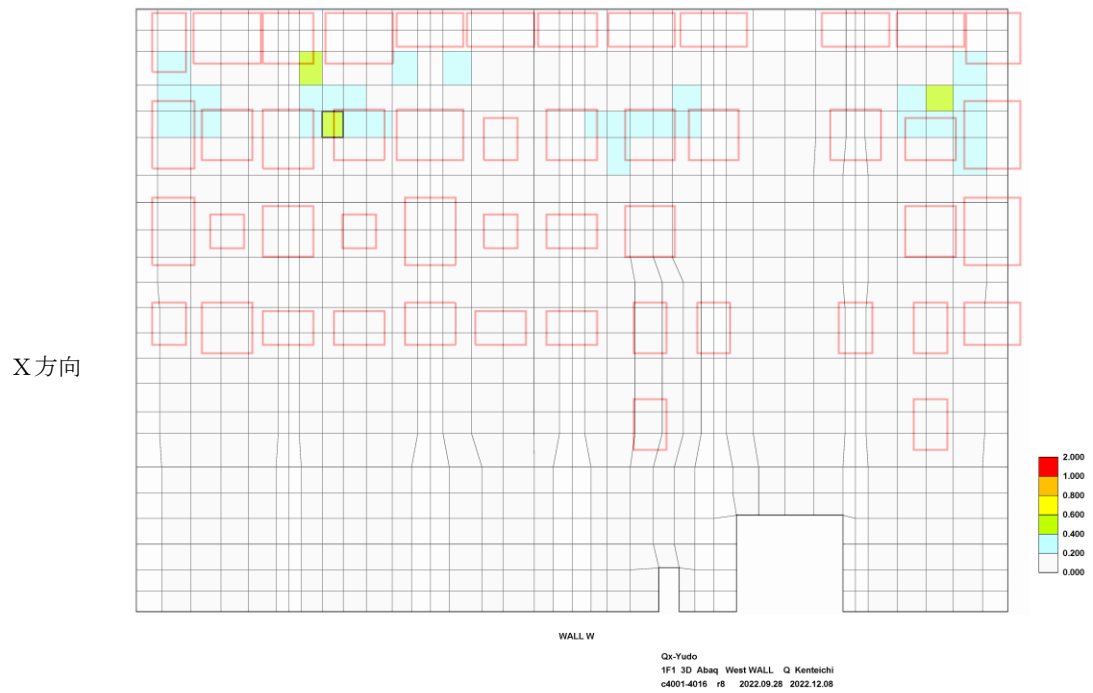 X方向
2.000
1.000
0.800
0.600
0.400
0.200
0.000
WALL W
Qx-Yudo
1F1 3D Abaq West WALL Q Kenteichi
c4001-4016 r8 2022.09.28 2022.12.08